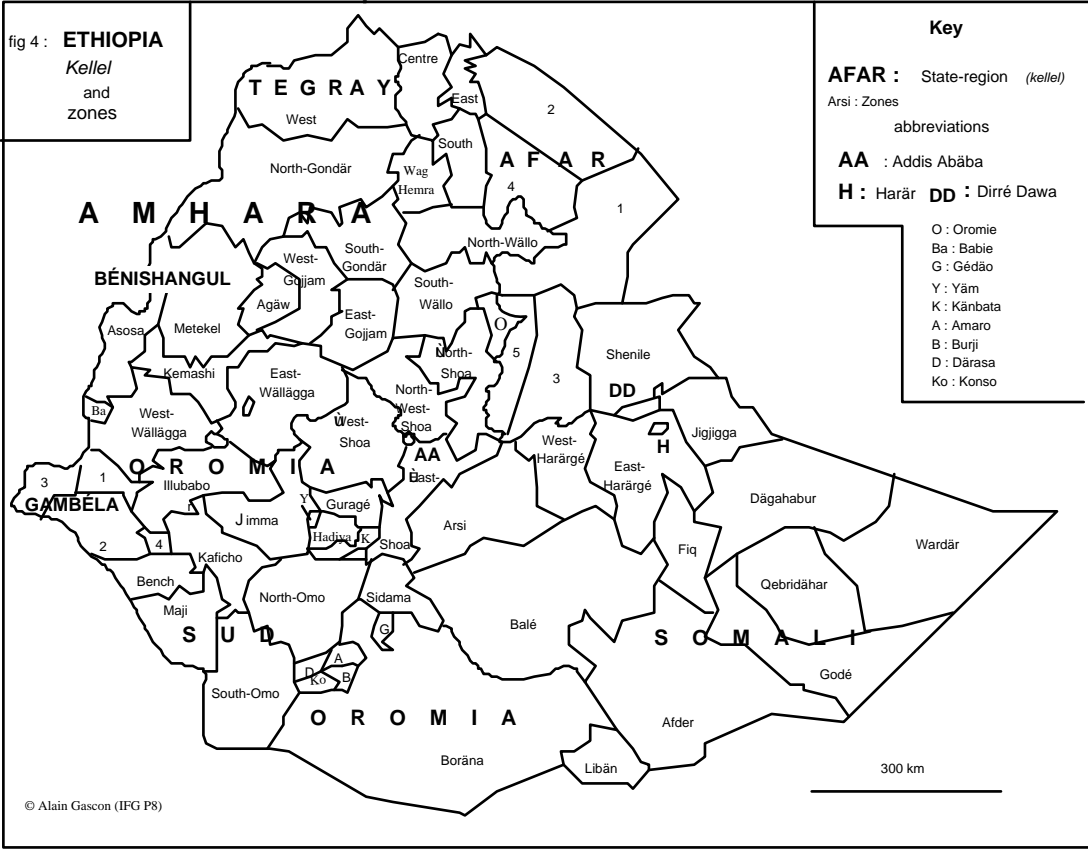 fig 4 : ETHIOPIA
Kellel
and
zones
Key
AFAR : State-region (kellel)
Arsi : Zones
abbreviations
AA : Addis Abäba
H : Harär DD : Dirré Dawa
O : Oromie
Ba : Babie
G : Gédäo
Y : Yäm
K : Känbata
A : Amaro
B : Burji
D : Därasa
Ko : Konso
TEGRAY
Centre
East
West
South
2
North-Gondär
Wag
Hemra
AFAR
4
1
AMHARA
North-Wällo
West-
Gojjam
South-
Gondär
BÉNISHANGUL
Agäw
South-
Wällo
Asosa
Metekel
East-
Gojjam
O
5
3
Ù
North-
Shoa
Shenile
Kemashi
East-
Wällägga
DD
North-
West-
Shoa
Ba
West-
Wällägga
ù
West-
Shoa
AA
Ù
East-
West-
Härärgé
H
Jigjigga
East-
Harärgé
OROMIA
3
1
Illubabo
r
GAMBÉLA
Y
Guragé
Dägahabur
Jimma
Arsi
Hadiya
K
Shoa
2
4
Kaficho
Fiq
Wardär
Bench
Qebridähar
Maji
North-Omo
Sidama
G
Balé
SUD
SOMALI
A
D
Ko
B
Godé
South-Omo
OROMIA
Afder
Boräna
Libän
300 km
© Alain Gascon (IFG P8)